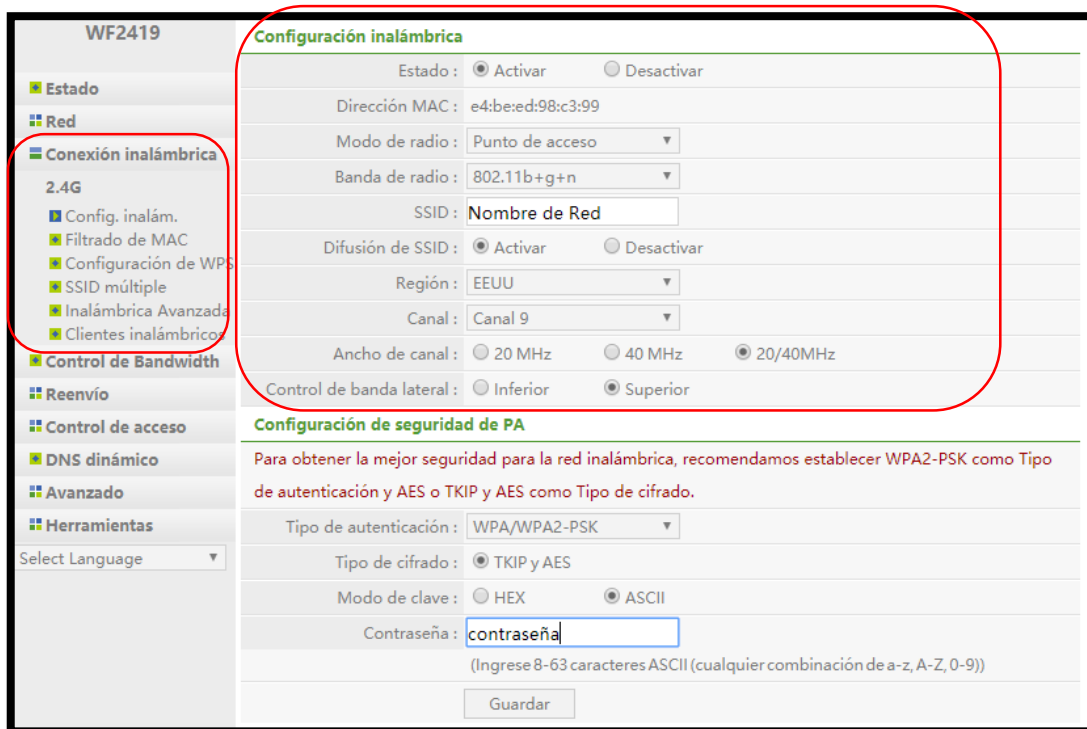 WF2419
Estado
Red
Conexión inalámbrica
2.4G
Config. inalám.
Filtrado de MAC
Configuración de WPS
SSID múltiple
Inalámbrica Avanzada
Clientes inalámbricos
Control de Bandwidth
Reenvío
Control de acceso
DNS dinámico
Avanzado
Herramientas
Select Language
Configuración inalámbrica
Estado : Activar Desactivar
Dirección MAC : e4:be:ed:98:c3:99
Modo de radio : Punto de acceso
Banda de radio : 802.11b+g+n
SSID : Nombre de Red
Difusión de SSID : Activar Desactivar
Región : EEUU
Canal : Canal 9
Ancho de canal : 20 MHz 40 MHz 20/40MHz
Control de banda lateral : Inferior Superior
Configuración de seguridad de PA
Para obtener la mejor seguridad para la red inalámbrica, recomendamos establecer WPA2-PSK como Tipo
de autenticación y AES o TKIP y AES como Tipo de cifrado.
Tipo de autenticación : WPA/WPA2-PSK
Tipo de cifrado : TKIP y AES
Modo de clave : HEX ASCII
Contraseña : contraseña
(Ingrese 8-63 caracteres ASCII (cualquier combinación de a-z, A-Z, 0-9))
Guardar